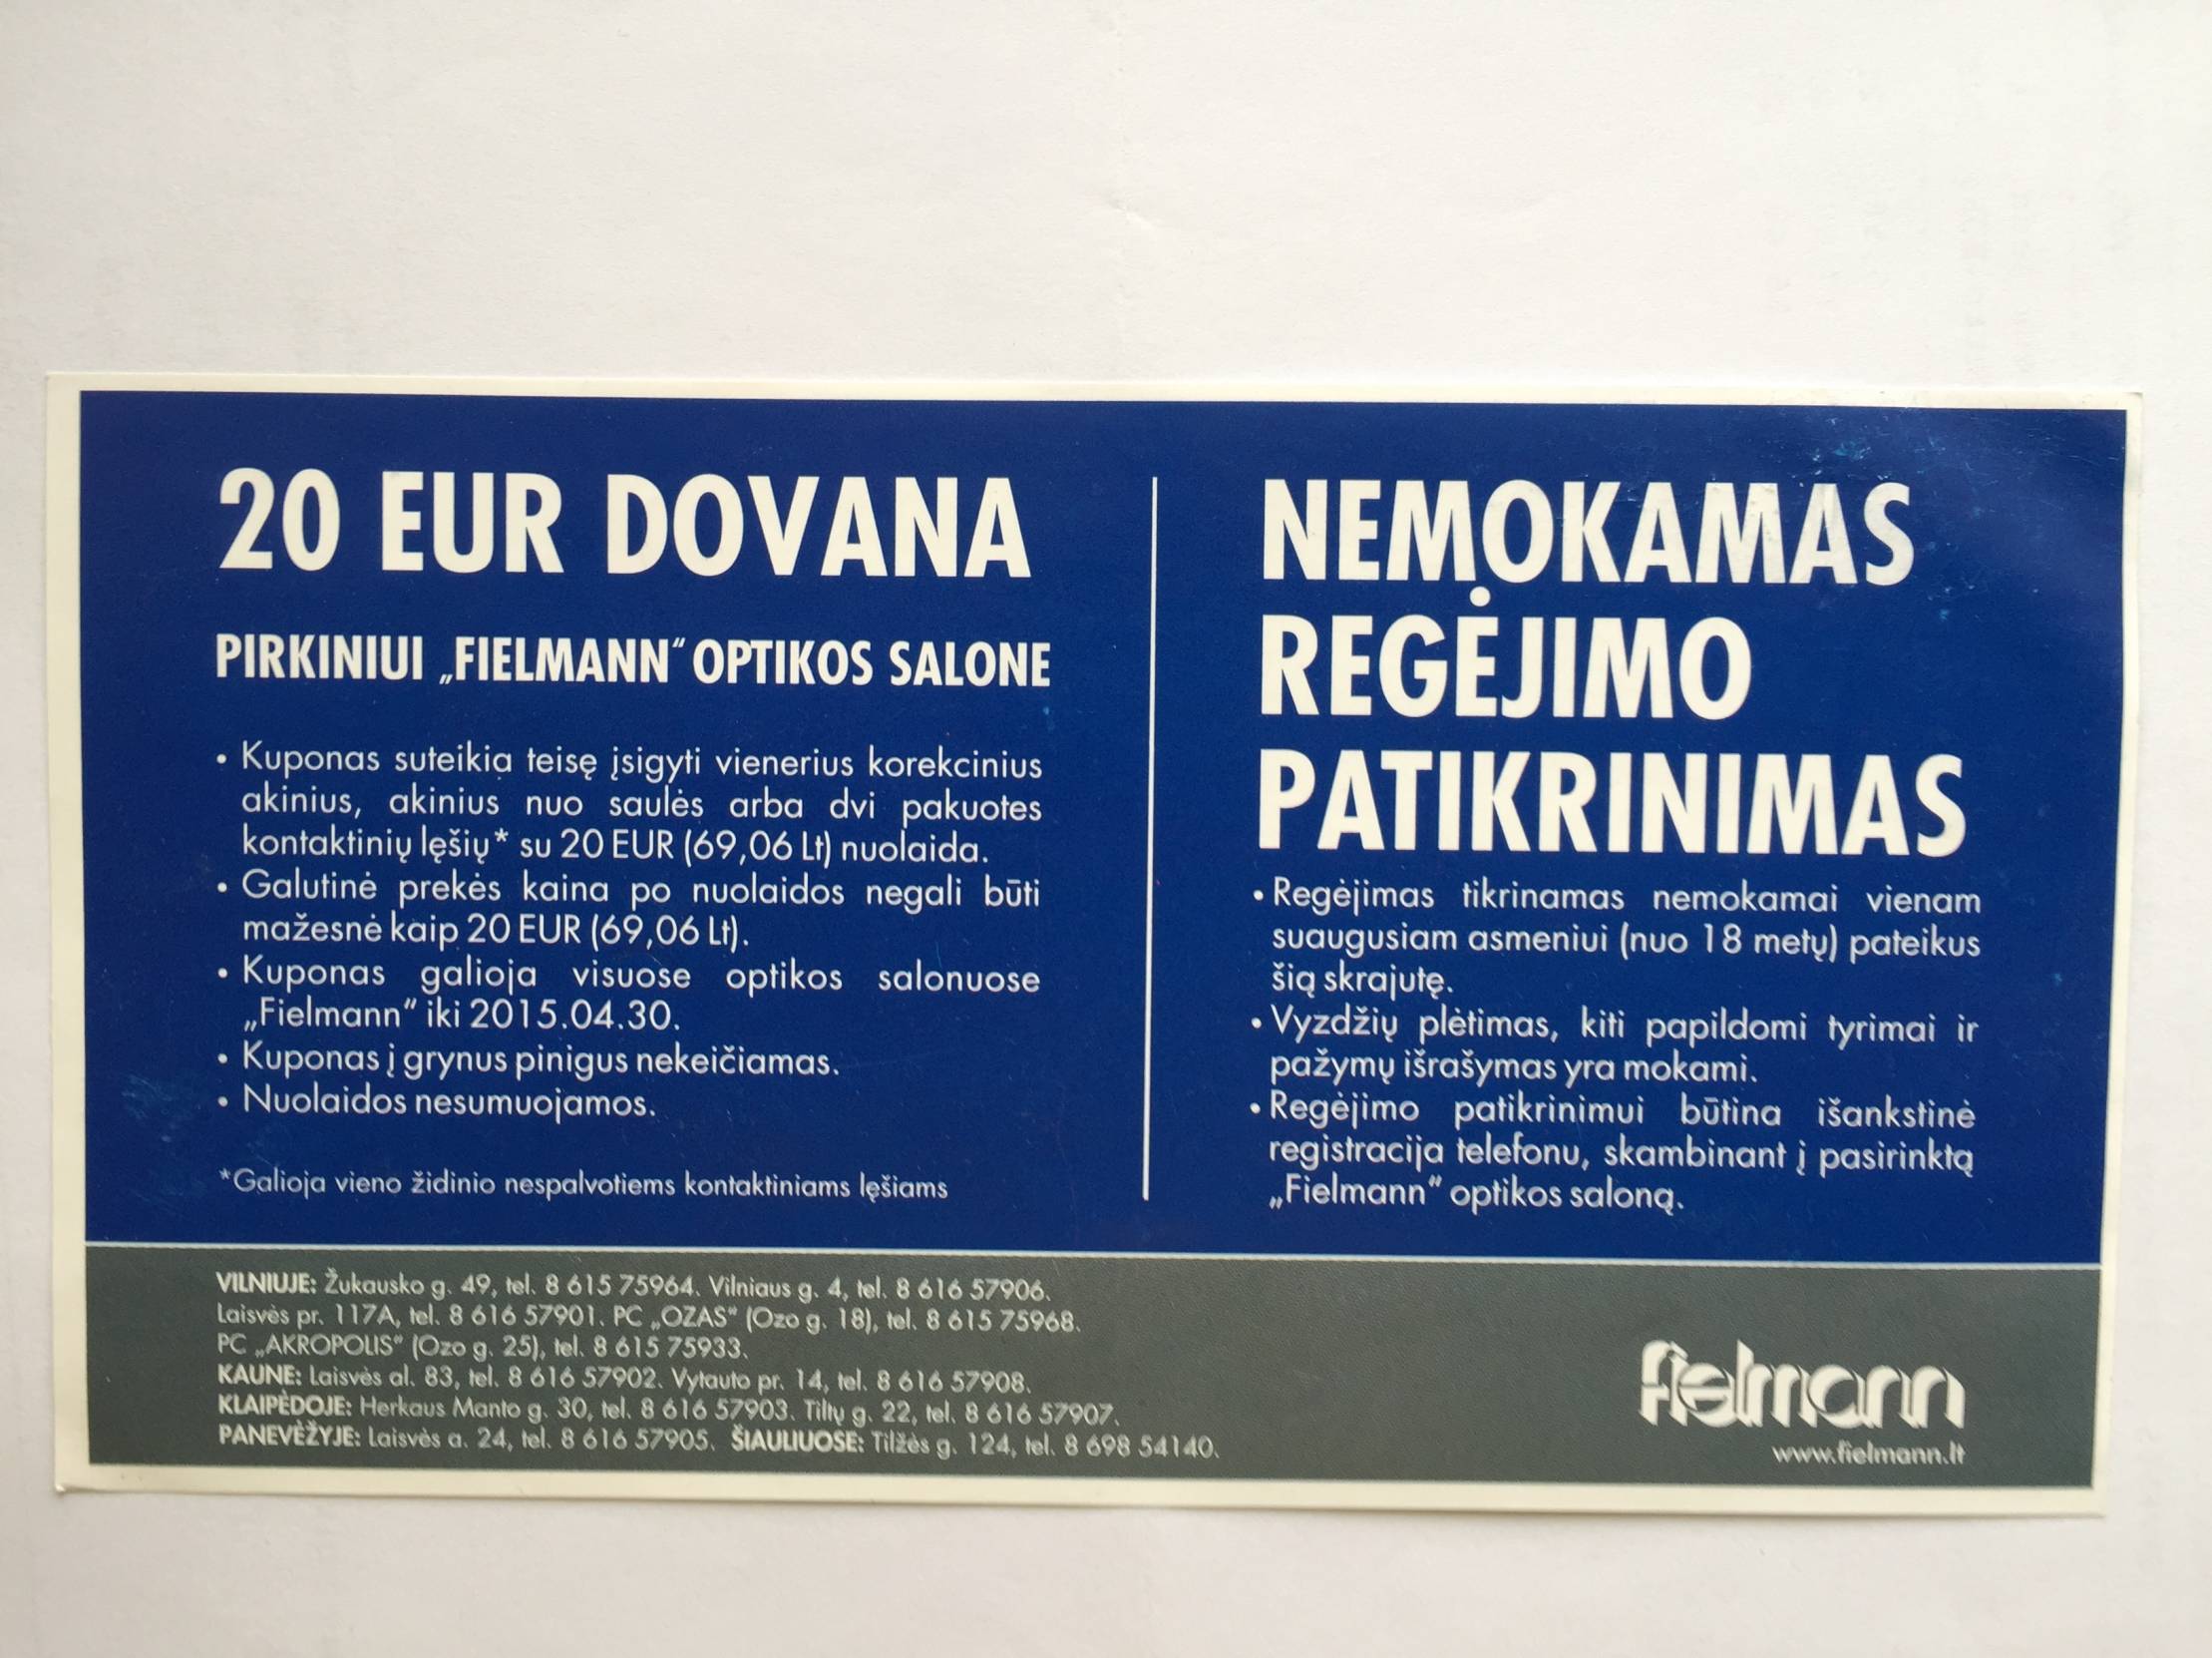 20 EUR DOVANA
PIRKINIUI „FIELMANN“ OPTIKOS SALONE
• Kuponas suteikia teisę įsigyti vienerius korekcinius
akinius, akinius nuo saulės arba dvi pakuotes
kontaktinių lęšių* su 20 EUR (69,06 Lt) nuolaida.
• Galutinė prekės kaina po nuolaidos negali būti
mažesnė kaip 20 EUR (69,06 Lt).
• Kuponas galioja visuose optikos salonuose
„Fielmann“ iki 2015.04.30.
• Kuponas į grynus pinigus nekeičiamas.
• Nuolaidos nesumuojamos.
*Galioja vieno židinio nespalvotiems kontaktiniams lęšiams
NEMOKAMAS
REGĖJIMO
PATIKRINIMAS
• Regėjimas tikrinamas nemokamai vienam
suaugusiam asmeniui (nuo 18 metų) pateikus
šią skrajutę.
• Vyzdžių plėtimas, kiti papildomi tyrimai ir
pažymų išrašymas yra mokami.
• Regėjimo patikrinimui būtina išankstinė
registracija telefonu, skambinant į pasirinktą
„Fielmann“ optikos saloną.
VILNIUJE: Žukausko g. 49, tel. 8 615 75964. Vilniaus g. 4, tel. 8 616 57906.
Laisvės pr. 117A, tel. 8 616 57901. PC „OZAS“ (Ozo g. 18), tel. 8 615 75968.
PC „AKROPOLIS“ (Ozo g. 25), tel. 8 615 75933.
KAUNE: Laisvės al. 83, tel. 8 616 57902. Vytauto pr. 14, tel. 8 616 57908.
KLAIPĖDOJE: Herkaus Manto g. 30, tel. 8 616 57903. Tiltų g. 22, tel. 8 616 57907.
PANEVĖŽYJE: Laisvės a. 24, tel. 8 616 57905. ŠIAULIUOSE: Tilžės g. 124, tel. 8 698 54140.
fielmann
www.fielmann.lt